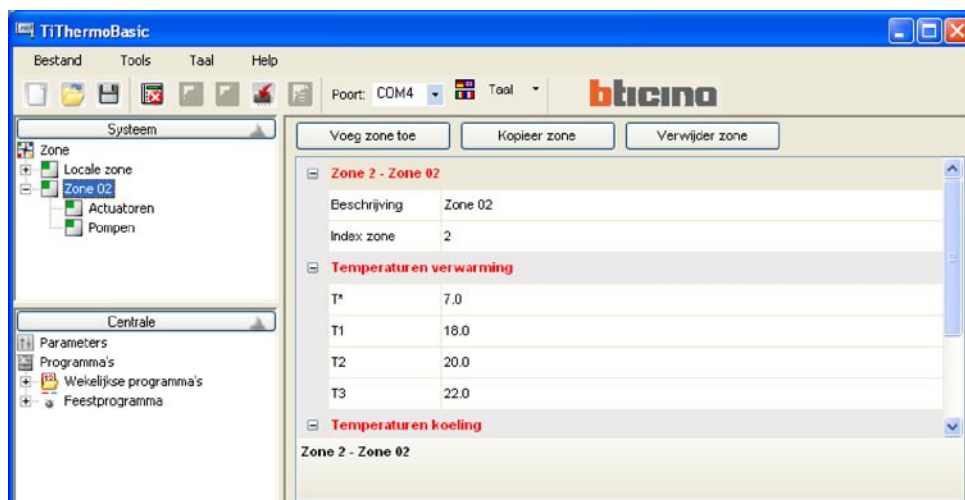 TiThermoBasic
Bestand Tools Taal Help
Poort: COM4 Taal bticino
Systeem
Zone
Locale zone
Zone 02
Actuatoren
Pompen
Centrale
Parameters
Programma's
Wekelijkse programma's
Feestprogramma
Voeg zone toe Kopieer zone Verwijder zone
Zone 2 - Zone 02
Beschrijving Zone 02
Index zone 2
Temperaturen verwarming
T* 7.0
T1 18.0
T2 20.0
T3 22.0
Temperaturen koeling
Zone 2 - Zone 02